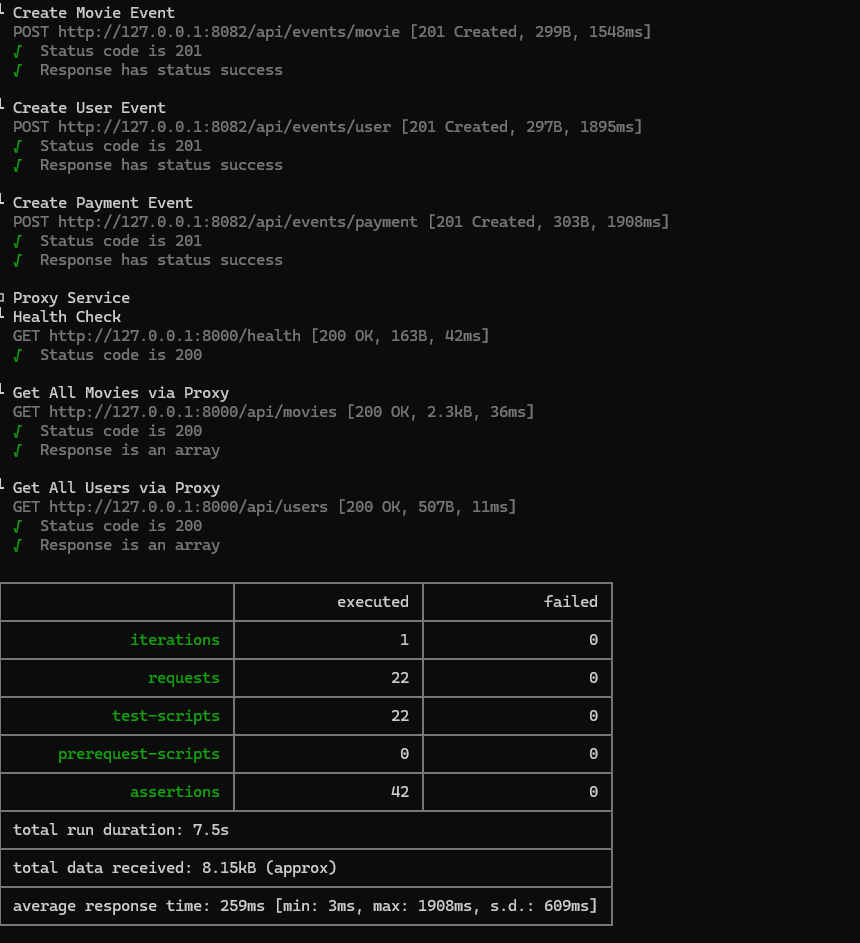 Create Movie Event
POST http://127.0.0.1:8082/api/events/movie [201 Created, 299B, 1548ms]
√ Status code is 201
√ Response has status success
Create User Event
POST http://127.0.0.1:8082/api/events/user [201 Created, 297B, 1895ms]
√ Status code is 201
√ Response has status success
Create Payment Event
POST http://127.0.0.1:8082/api/events/payment [201 Created, 303B, 1908ms]
√ Status code is 201
√ Response has status success
Proxy Service
Health Check
GET http://127.0.0.1:8000/health [200 OK, 163B, 42ms]
√ Status code is 200
Get All Movies via Proxy
GET http://127.0.0.1:8000/api/movies [200 OK, 2.3kB, 36ms]
√ Status code is 200
√ Response is an array
Get All Users via Proxy
GET http://127.0.0.1:8000/api/users [200 OK, 507B, 11ms]
√ Status code is 200
√ Response is an array
executed failed
iterations 1 0
requests 22 0
test-scripts 22 0
prerequest-scripts 0 0
assertions 42 0
total run duration: 7.5s
total data received: 8.15kB (approx)
average response time: 259ms [min: 3ms, max: 1908ms, s.d.: 609ms]